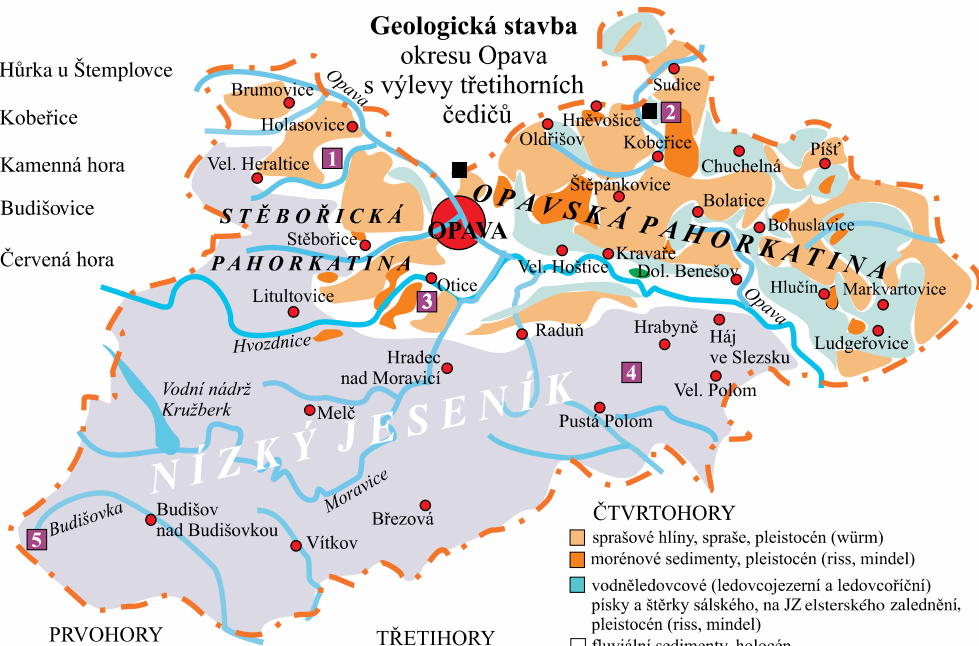 Geologická stavba
okresu Opava
s výlevy třetihorních
čedičů
Hůrka u Štemplovce
Kobeřice
Kamenná hora
Budišovice
Červená hora
Opava
Brumovice
Holasovice
1
Vel. Heraltice
STĚBOŘICKÁ
PAHORKATINA
Stěbořice
OPAVA
Litultovice
Hvozdnice
Otice
3
Sudice
2
Hněvošice
Oldřišov
Kobeřice
Chuchelná
Píšť
Štěpánkovice
OPAVSKÁ PAHORKATINA
Bolatice
Bohuslavice
Vel. Hoštice
Kravaře
Dol. Benešov
Hlučín
Markvartovice
Opava
Ludgeřovice
Raduň
Hrabyně
Háj
ve Slezsku
Hradec
nad Moravicí
4
Vel. Polom
Vodní nádrž
Kružberk
Melč
Pustá Polom
NÍZKÝ JESENÍK
Moravice
Březová
Budišovka
5
Budišov
nad Budišovkou
Vítkov
ČTVRTOHORY
sprašové hlíny, spraše, pleistocén (würm)
morénové sedimenty, pleistocén (riss, mindel)
vodněledovcové (ledovcojezerní a ledovcoříční)
písky a štěrky sálského, na JZ elsterského zalednění,
pleistocén (riss, mindel)
fluviální sedimenty, holocén
PRVOHORY
TŘETIHORY